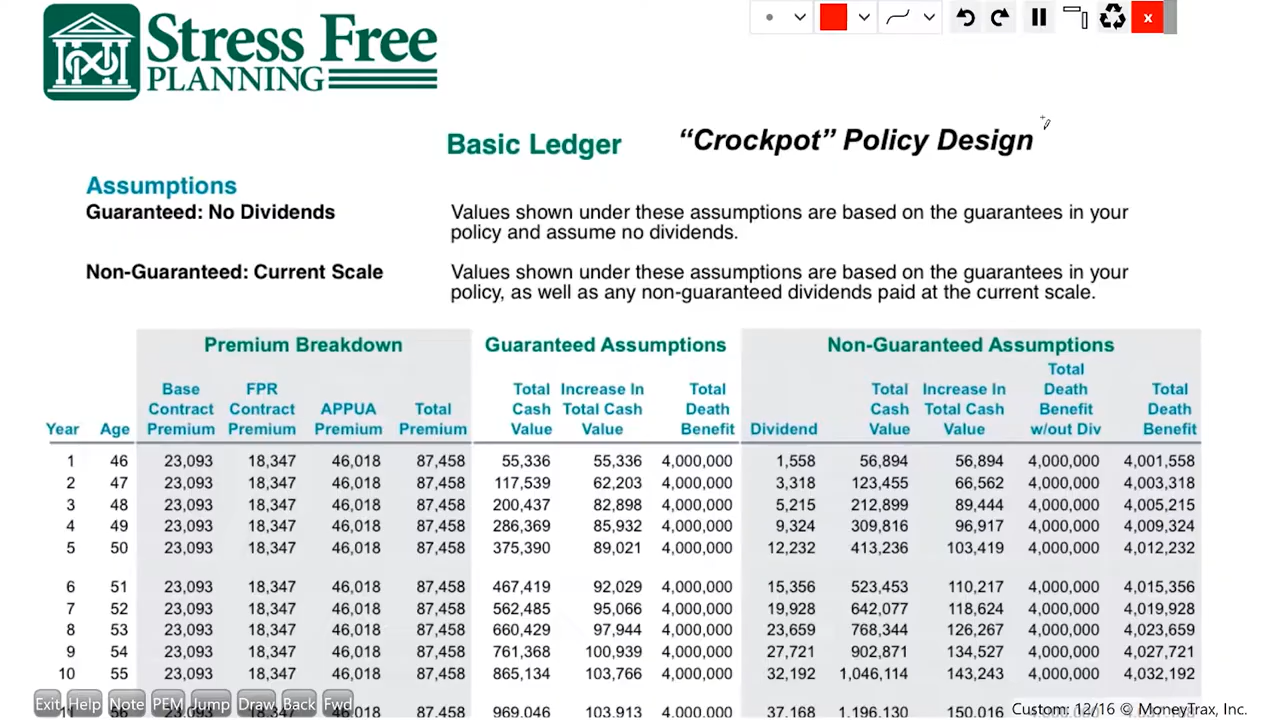 Stress Free
PLANNING
x
Basic Ledger “Crockpot” Policy Design
Assumptions
Guaranteed: No Dividends Values shown under these assumptions are based on the guarantees in your
policy and assume no dividends.
Non-Guaranteed: Current Scale Values shown under these assumptions are based on the guarantees in your
policy, as well as any non-guaranteed dividends paid at the current scale.
Premium Breakdown Guaranteed Assumptions Non-Guaranteed Assumptions
Total
Base FPR Total Increase In Total Total Increase In Death Total
Contract Contract APPUA Total Cash Total Cash Death Cash Total Cash Benefit Death
Year Age Premium Premium Premium Premium Value Value Benefit Dividend Value Value w/out Div Benefit
1 46 23,093 18,347 46,018 87,458 55,336 55,336 4,000,000 1,558 56,894 56,894 4,000,000 4,001,558
2 47 23,093 18,347 46,018 87,458 117,539 62,203 4,000,000 3,318 123,455 66,562 4,000,000 4,003,318
3 48 23,093 18,347 46,018 87,458 200,437 82,898 4,000,000 5,215 212,899 89,444 4,000,000 4,005,215
4 49 23,093 18,347 46,018 87,458 286,369 85,932 4,000,000 9,324 309,816 96,917 4,000,000 4,009,324
5 50 23,093 18,347 46,018 87,458 375,390 89,021 4,000,000 12,232 413,236 103,419 4,000,000 4,012,232
6 51 23,093 18,347 46,018 87,458 467,419 92,029 4,000,000 15,356 523,453 110,217 4,000,000 4,015,356
7 52 23,093 18,347 46,018 87,458 562,485 95,066 4,000,000 19,928 642,077 118,624 4,000,000 4,019,928
8 53 23,093 18,347 46,018 87,458 660,429 97,944 4,000,000 23,659 768,344 126,267 4,000,000 4,023,659
9 54 23,093 18,347 46,018 87,458 761,368 100,939 4,000,000 27,721 902,871 134,527 4,000,000 4,027,721
10 55 23,093 18,347 46,018 87,458 865,134 103,766 4,000,000 32,192 1,046,114 143,243 4,000,000 4,032,192
Exit Help Note PEM Jump Draw Back Fwd
87,458 969,046 103,913 4,000,000 37,168 1,196,130 150,016
Custom: 12/16 © MoneyTrax, Inc.